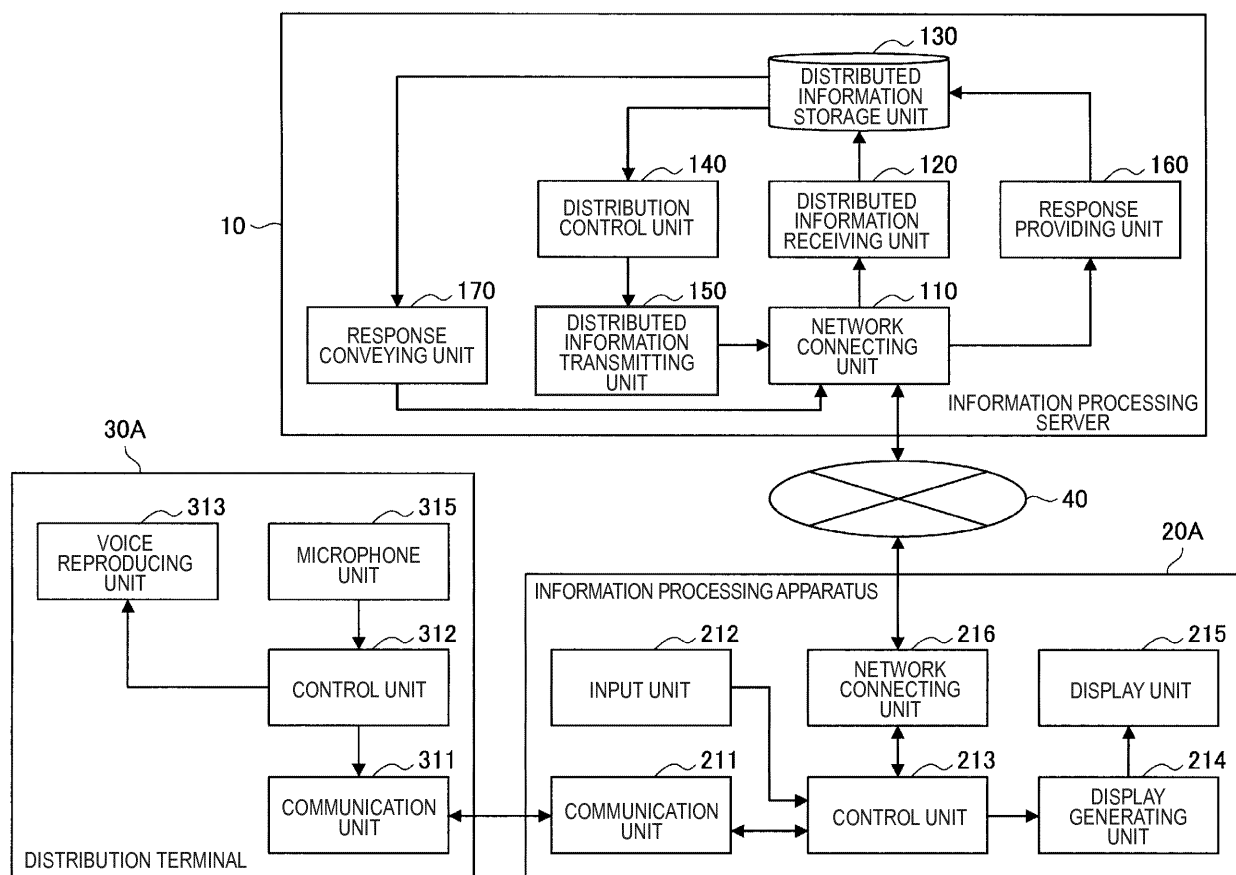 130
DISTRIBUTED
INFORMATION
STORAGE UNIT
140
DISTRIBUTION
CONTROL UNIT
120
DISTRIBUTED
INFORMATION
RECEIVING UNIT
160
RESPONSE
PROVIDING UNIT
10
170
RESPONSE
CONVEYING UNIT
150
DISTRIBUTED
INFORMATION
TRANSMITTING
UNIT
110
NETWORK
CONNECTING
UNIT
INFORMATION PROCESSING
SERVER
40
30A
313
VOICE
REPRODUCING
UNIT
315
MICROPHONE
UNIT
312
CONTROL UNIT
311
COMMUNICATION
UNIT
DISTRIBUTION TERMINAL
20A
INFORMATION PROCESSING APPARATUS
212
INPUT UNIT
216
NETWORK
CONNECTING
UNIT
215
DISPLAY UNIT
211
COMMUNICATION
UNIT
213
CONTROL UNIT
214
DISPLAY
GENERATING
UNIT